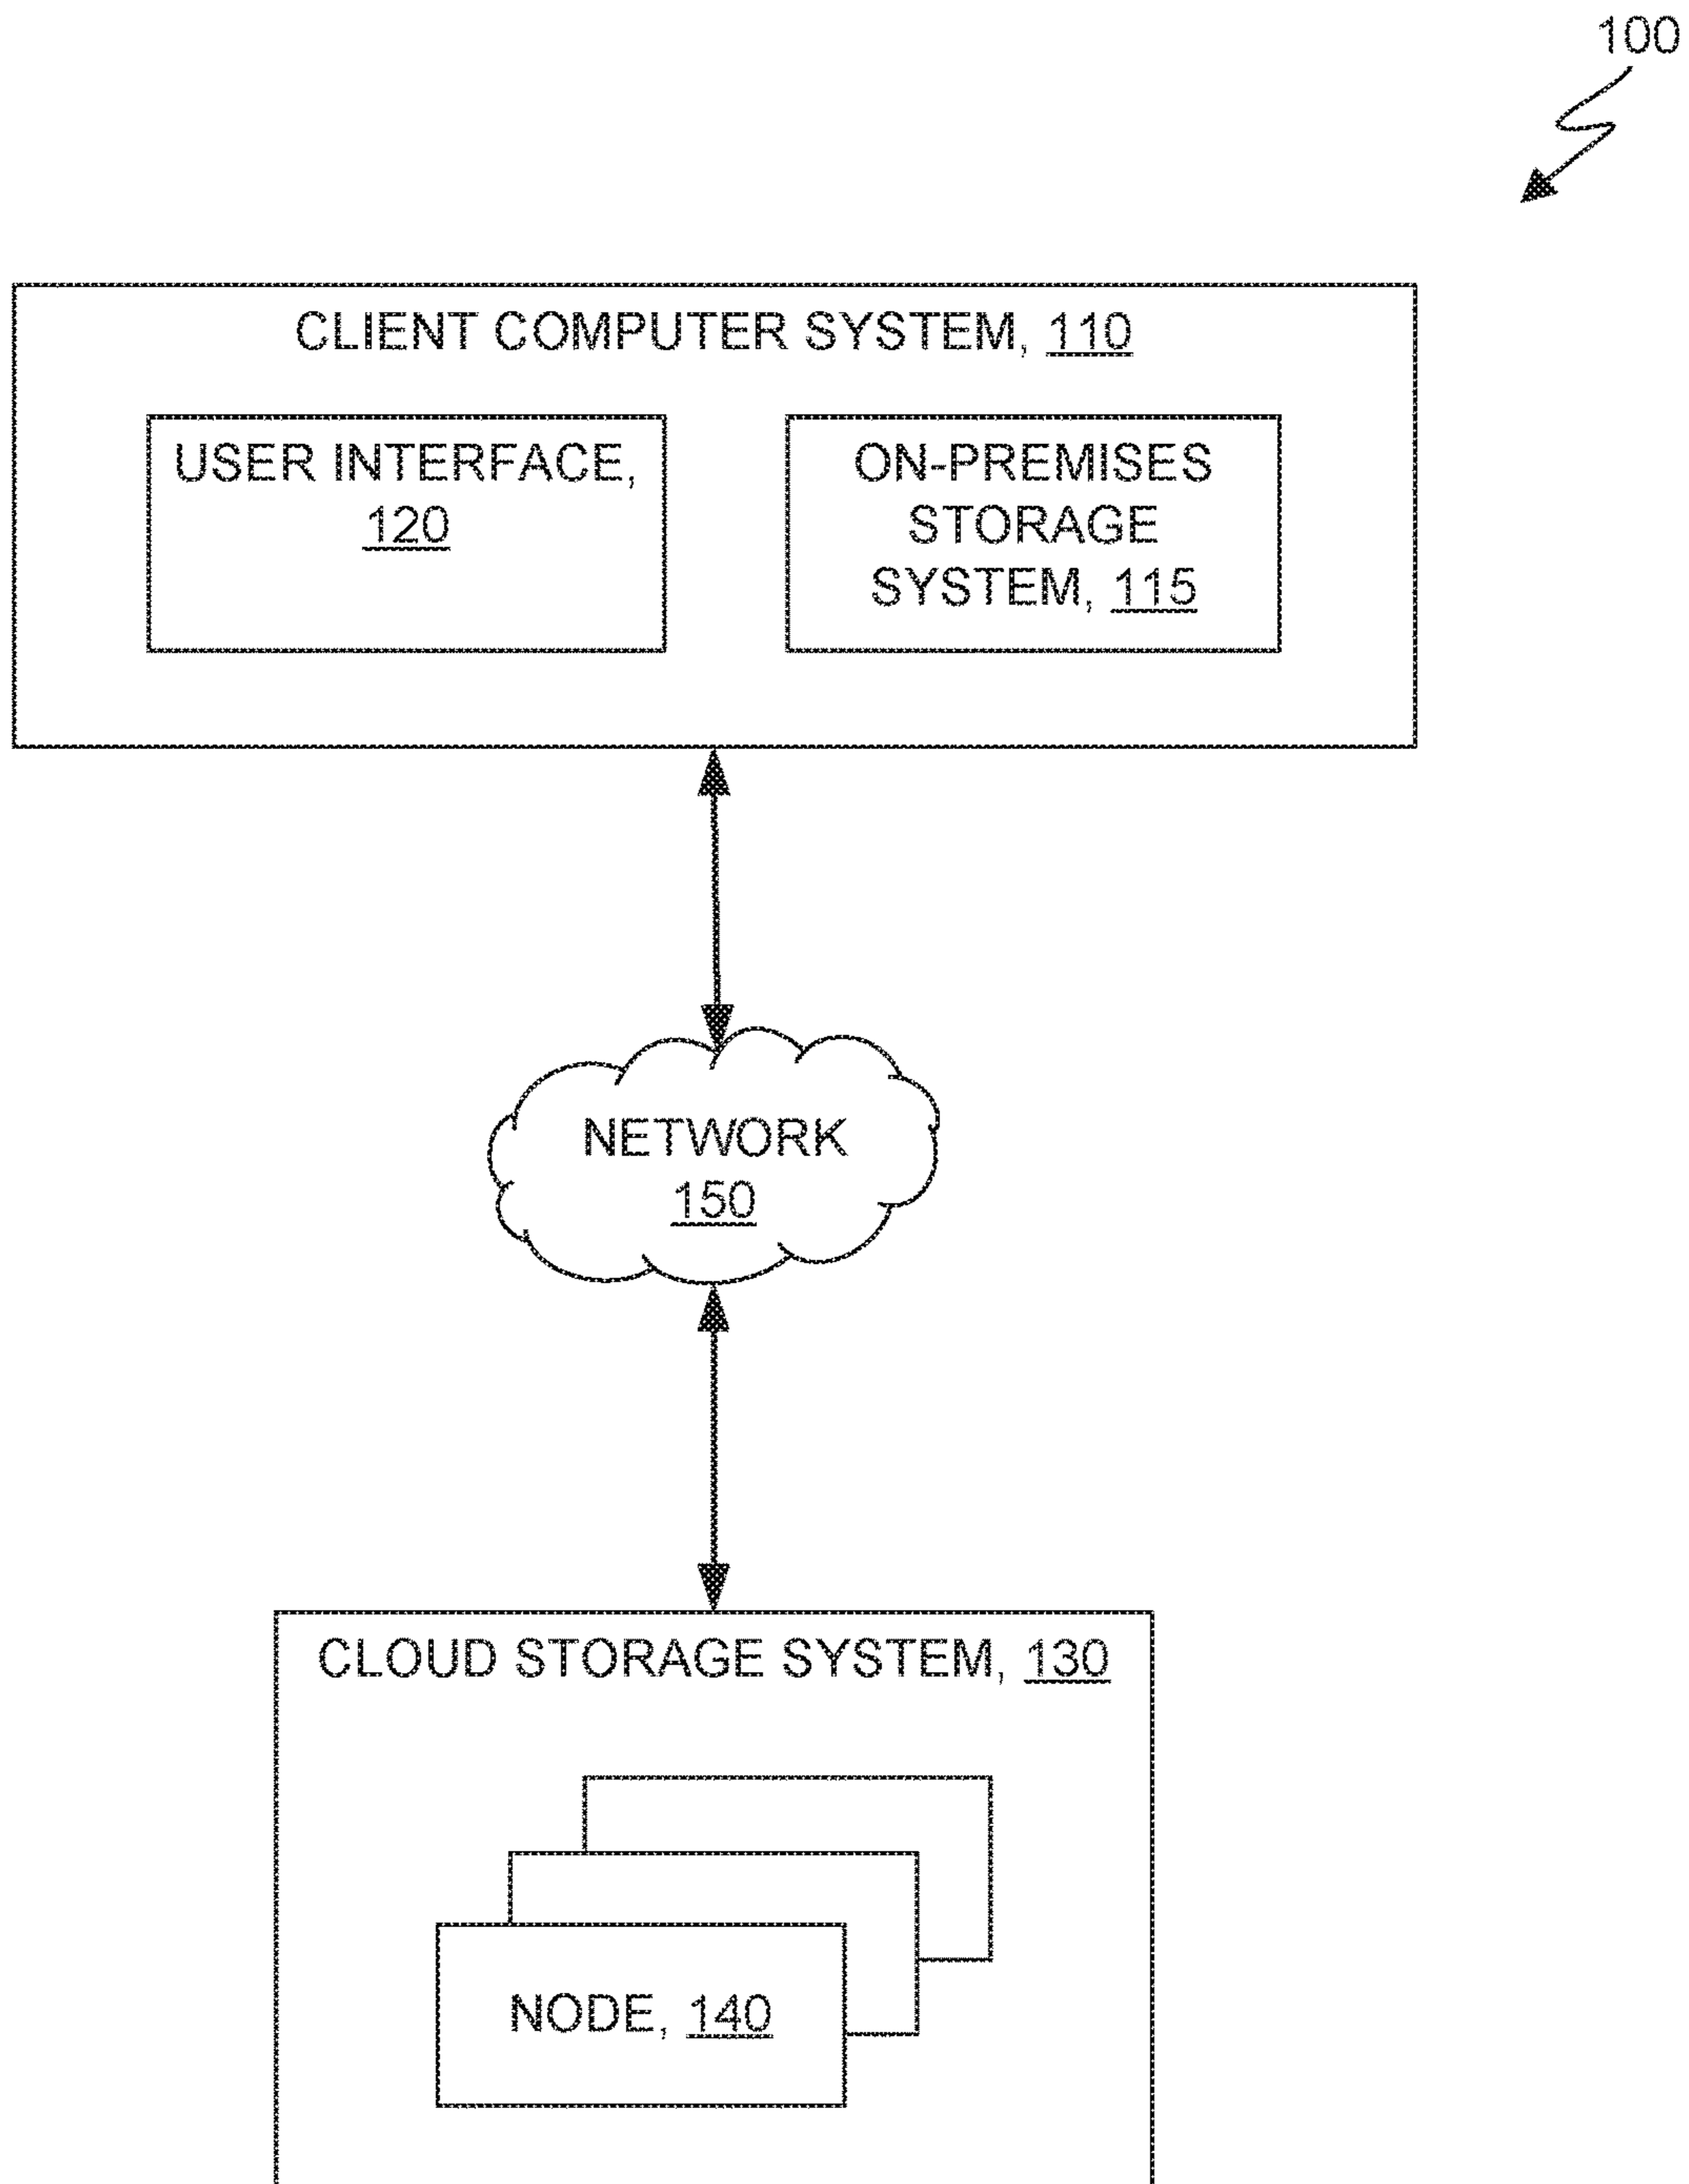 100
CLIENT COMPUTER SYSTEM, 110
USER INTERFACE,
120
ON-PREMISES
STORAGE
SYSTEM, 115
NETWORK
150
CLOUD STORAGE SYSTEM, 130
NODE, 140